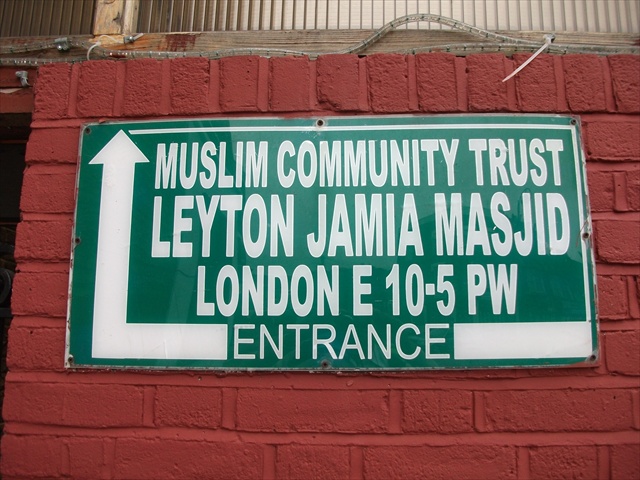 MUSLIM COMMUNITY TRUST
LEYTON JAMIA MASJID
LONDON E 10-5 PW
ENTRANCE